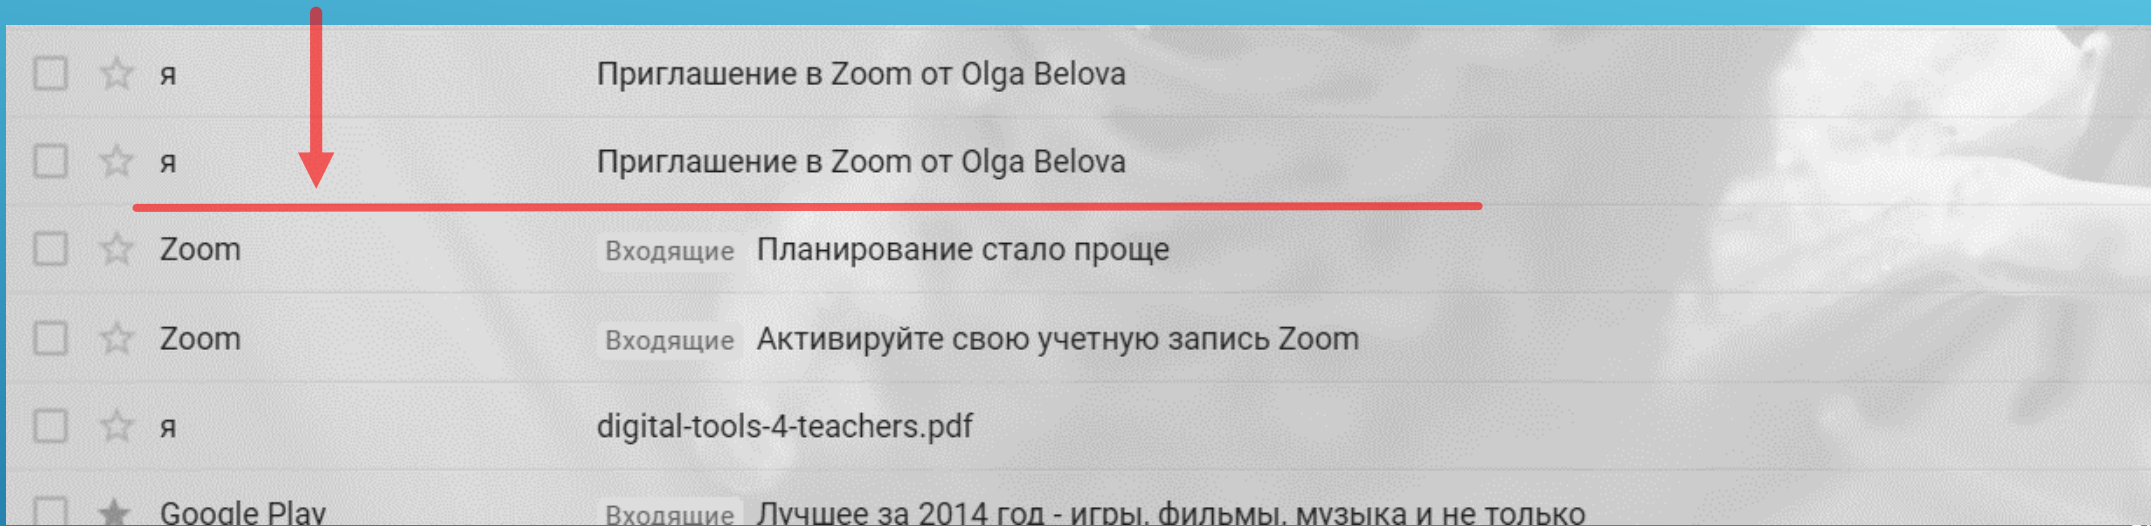 я Приглашение в Zoom от Olga Belova
я Приглашение в Zoom от Olga Belova
Zoom Входящие Планирование стало проще
Zoom Входящие Активируйте свою учетную запись Zoom
я digital-tools-4-teachers.pdf
Google Play Входящие Лучшее за 2014 год - игры, фильмы, музыка и не только